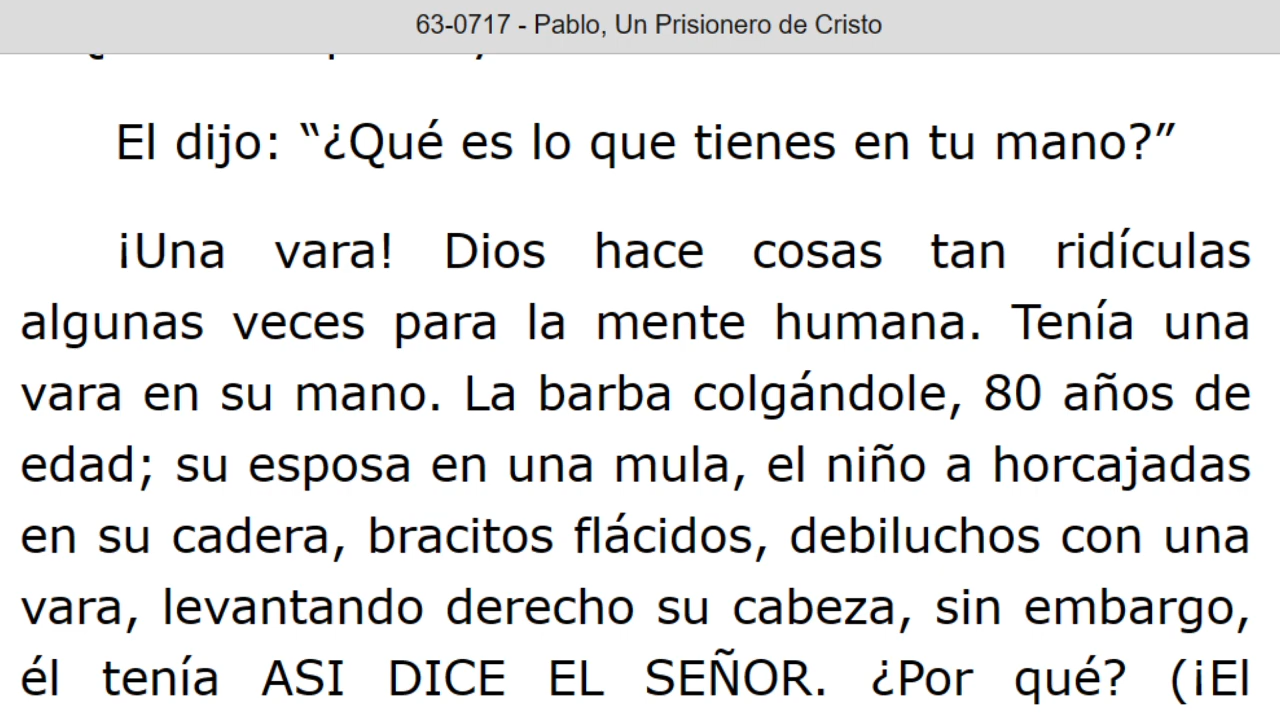 63-0717 - Pablo, Un Prisionero de Cristo
El dijo: “¿Qué es lo que tienes en tu mano?”
¡Una vara! Dios hace cosas tan ridículas
algunas veces para la mente humana. Tenía una
vara en su mano. La barba colgándole, 80 años de
edad; su esposa en una mula, el niño a horcajadas
en su cadera, bracitos flácidos, debiluchos con una
vara, levantando derecho su cabeza, sin embargo,
él tenía ASI DICE EL SEÑOR. ¿Por qué? (¡El